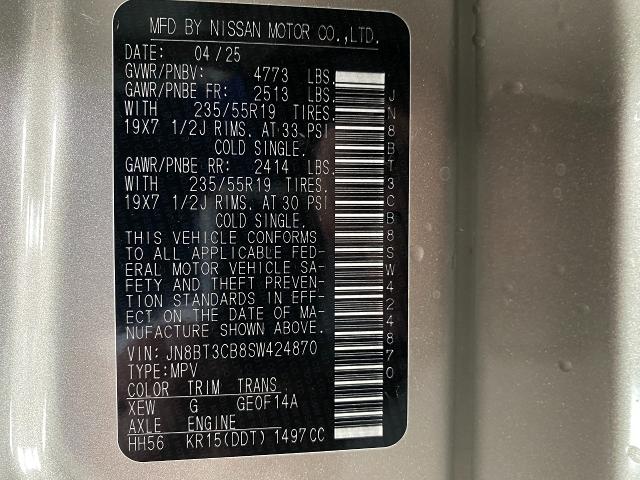 MFD BY NISSAN MOTOR CO.,LTD.
DATE: 04/25
GVWR/PNBV: 4773 LBS.
GAWR/PNBE FR: 2513 LBS.
WITH 235/55R19 TIRES.
19X7 1/2J RIMS. AT 33 PSI
COLD SINGLE.
GAWR/PNBE RR: 2414 LBS.
WITH 235/55R19 TIRES.
19X7 1/2J RIMS. AT 30 PSI
COLD SINGLE.
THIS VEHICLE CONFORMS
TO ALL APPLICABLE FED-
ERAL MOTOR VEHICLE SA-
FETY AND THEFT PREVEN-
TION STANDARDS IN EFF-
ECT ON THE DATE OF MA-
NUFACTURE SHOWN ABOVE.
VIN: JN8BT3CB8SW424870
TYPE:MPV
COLOR TRIM TRANS
XEW G GE0F14A
AXLE ENGINE
HH56 KR15(DDT) 1497CC
JN8BT3CB8SW424870